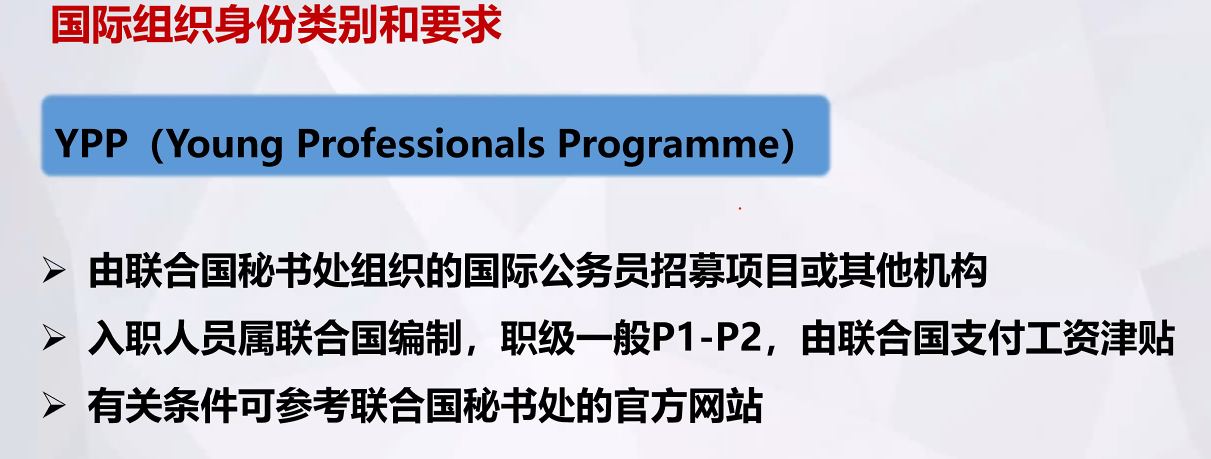 国际组织身份类别和要求
YPP（Young Professionals Programme）
➢ 由联合国秘书处组织的国际公务员招募项目或其他机构
➢ 入职人员属联合国编制，职级一般P1-P2，由联合国支付工资津贴
➢ 有关条件可参考联合国秘书处的官方网站